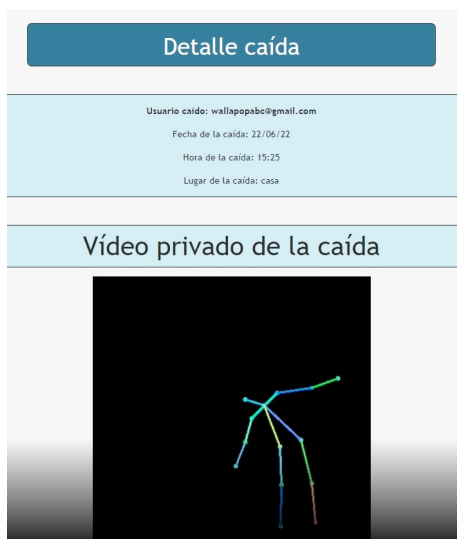 Detalle caída
Usuario caído: wallapopabc@gmail.com
Fecha de la caída: 22/06/22
Hora de la caída: 15:25
Lugar de la caída: casa
Vídeo privado de la caída